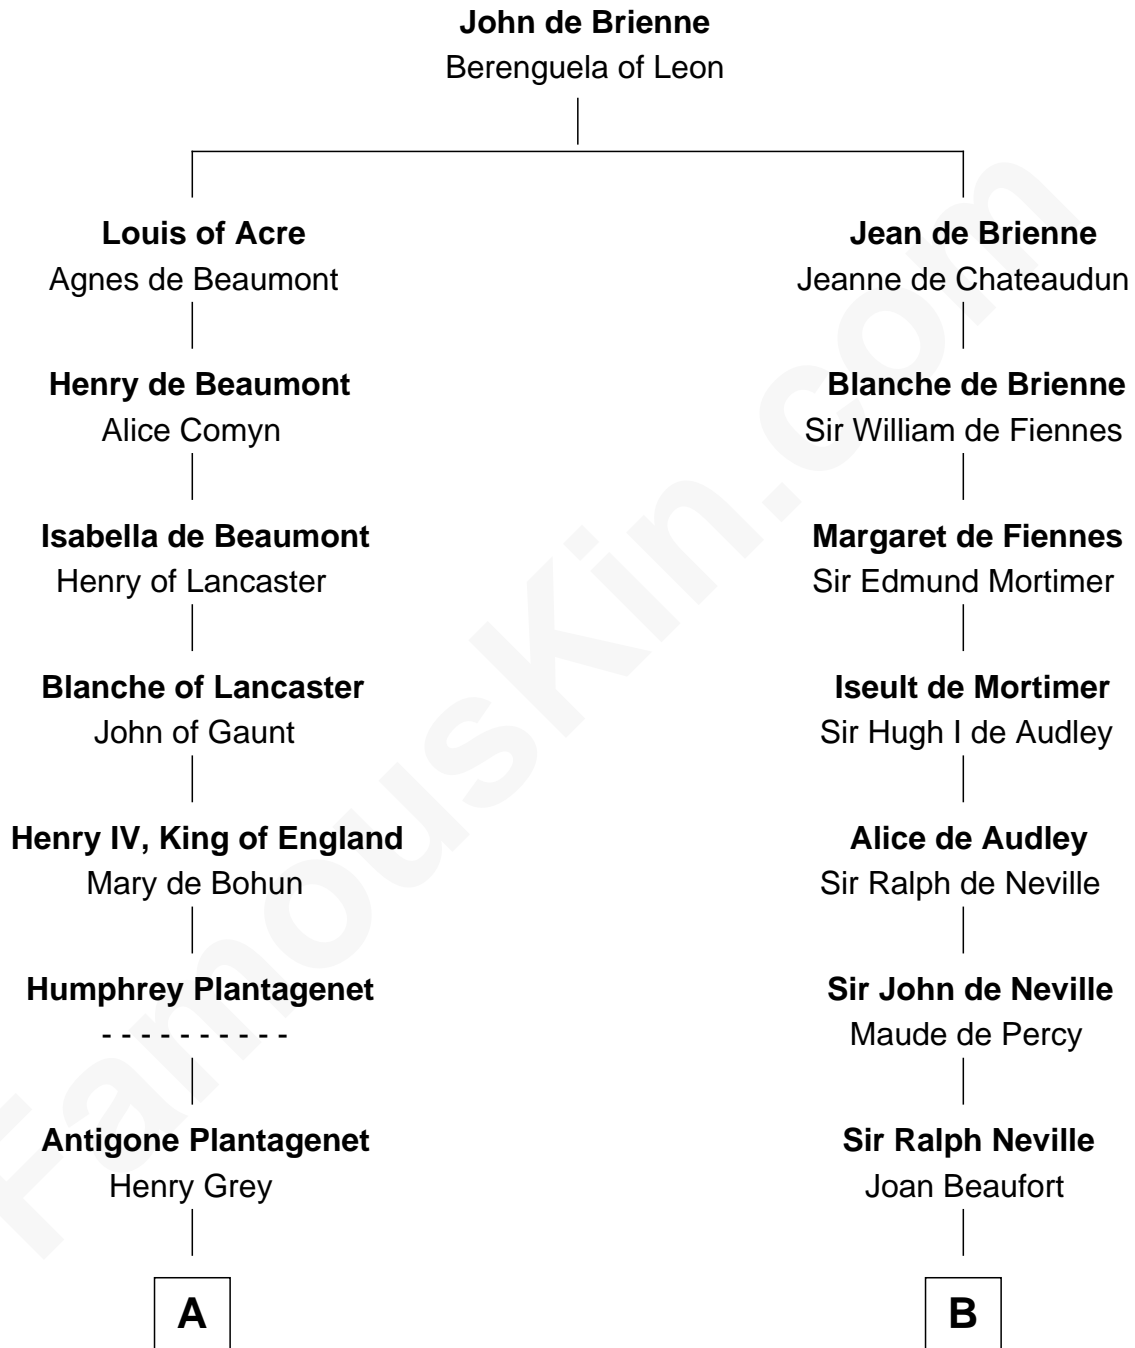 John de Brienne
Berenguela of Leon
Louis of Acre
Agnes de Beaumont
Jean de Brienne
Jeanne de Chateaudun
Henry de Beaumont
Alice Comyn
Blanche de Brienne
Sir William de Fiennes
Isabella de Beaumont
Henry of Lancaster
Margaret de Fiennes
Sir Edmund Mortimer
Blanche of Lancaster
John of Gaunt
Iseult de Mortimer
Sir Hugh I de Audley
Henry IV, King of England
Mary de Bohun
Alice de Audley
Sir Ralph de Neville
Humphrey Plantagenet
- - - - - - - - - -
Sir John de Neville
Maude de Percy
Antigone Plantagenet
Henry Grey
Sir Ralph Neville
Joan Beaufort
A
B
FamousKin.com